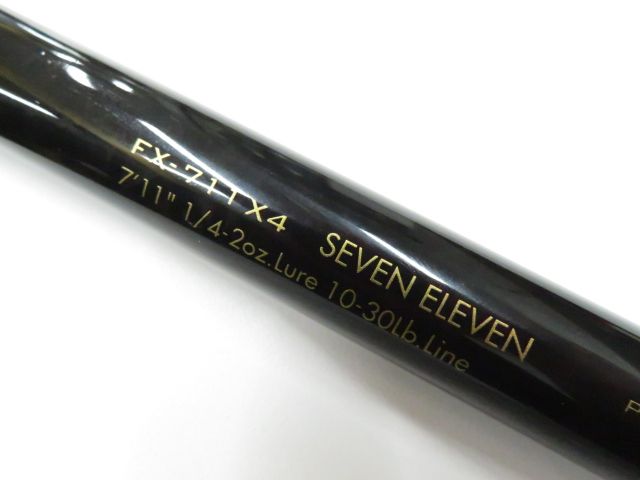 FX-711X4 SEVEN ELEVEN
7'11" 1/4-2oz.Lure 10-30Lb.Line